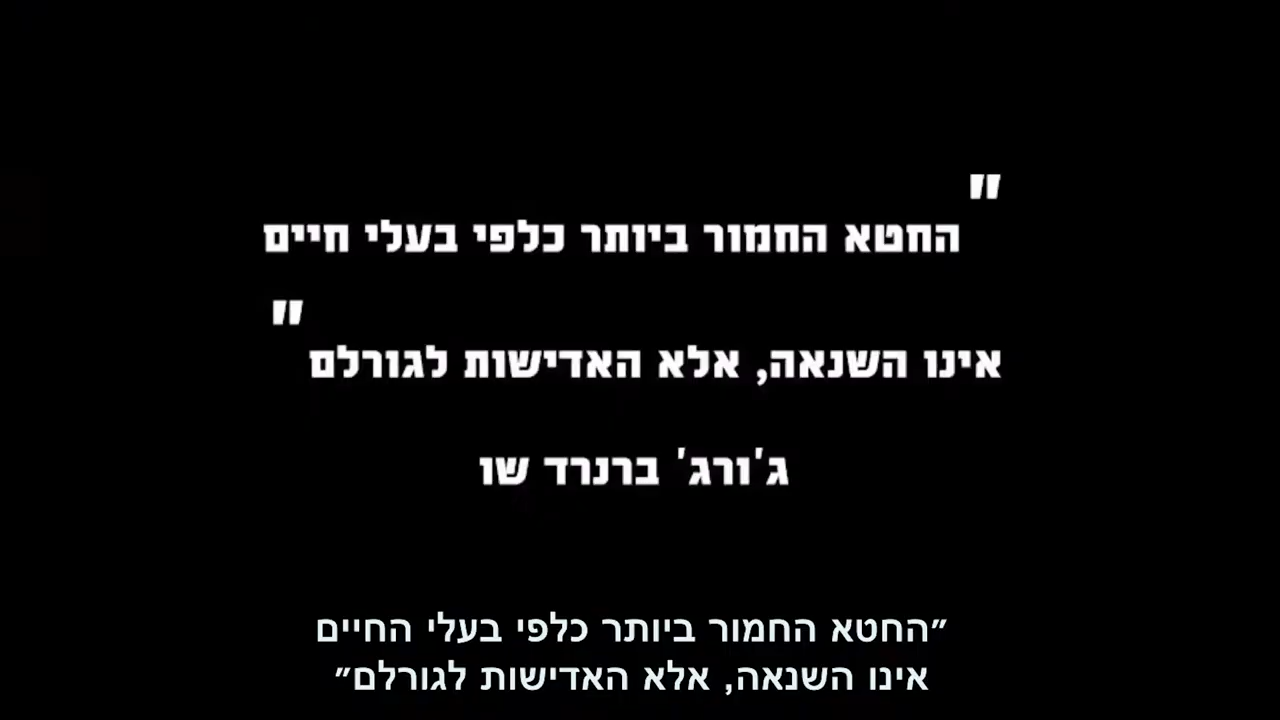 "החטא החמור ביותר כלפי בעלי חיים
אינו השנאה, אלא האדישות לגורלם"
ג'ורג' ברנרד שו
״החטא החמור ביותר כלפי בעלי החיים
אינו השנאה, אלא האדישות לגורלם״